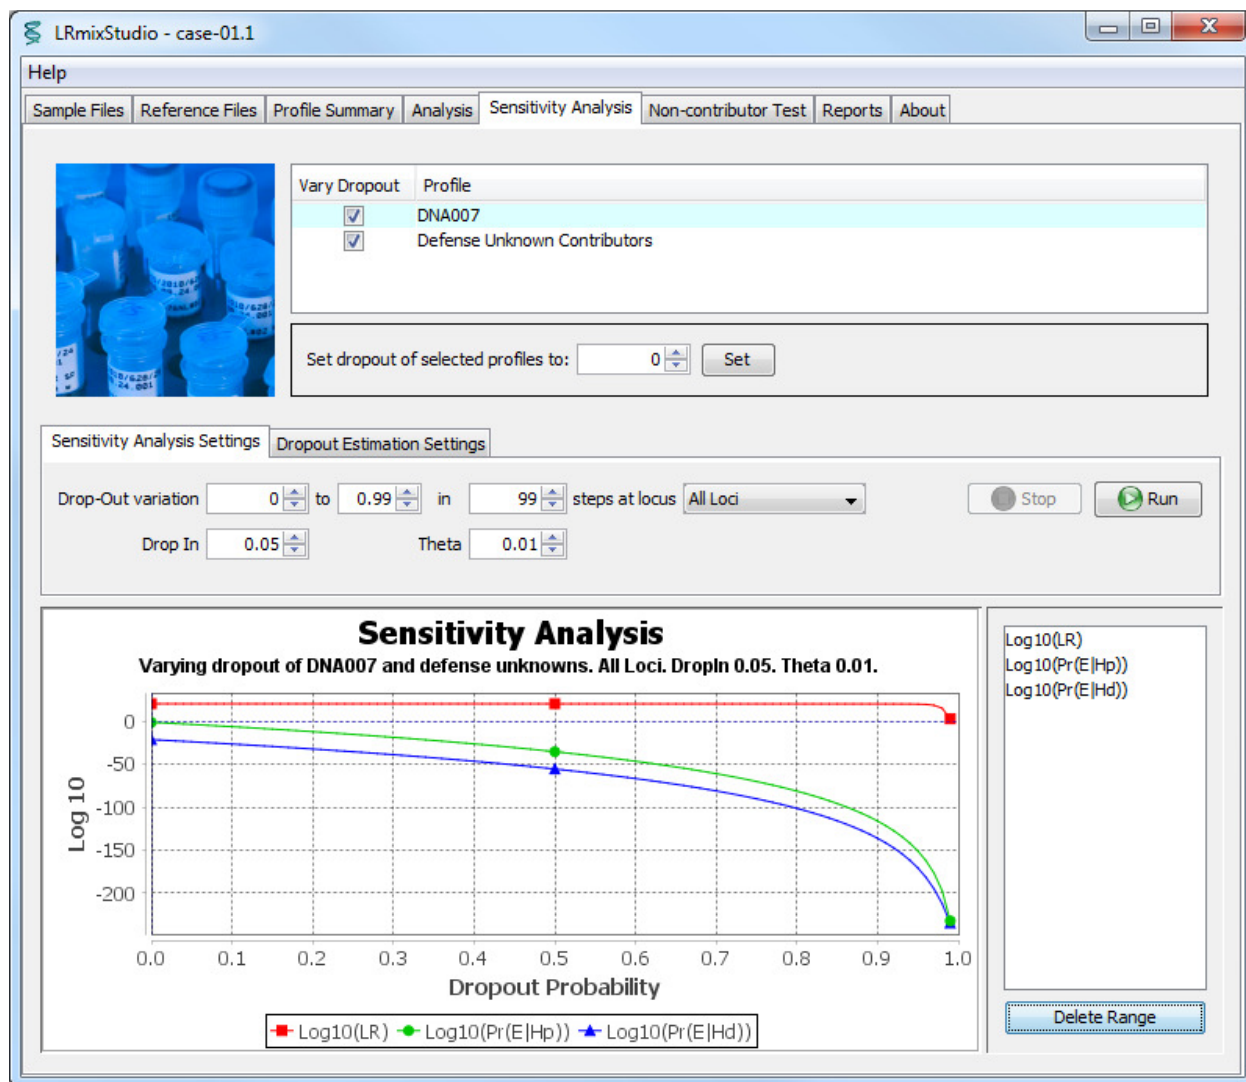 LRmixStudio - case-01.1
Help
Sample Files Reference Files Profile Summary Analysis Sensitivity Analysis Non-contributor Test Reports About
Vary Dropout Profile
DNA007
Defense Unknown Contributors
Set dropout of selected profiles to: 0 Set
Sensitivity Analysis Settings Dropout Estimation Settings
Drop-Out variation 0 to 0.99 in 99 steps at locus All Loci Stop Run
Drop In 0.05 Theta 0.01
Sensitivity Analysis
Varying dropout of DNA007 and defense unknowns. All Loci. DropIn 0.05. Theta 0.01.
Log 10
0
-50
-100
-150
-200
0.0 0.1 0.2 0.3 0.4 0.5 0.6 0.7 0.8 0.9 1.0
Dropout Probability
Log10(LR) Log10(Pr(E|Hp)) Log10(Pr(E|Hd))
Log10(LR)
Log10(Pr(E|Hp))
Log10(Pr(E|Hd))
Delete Range